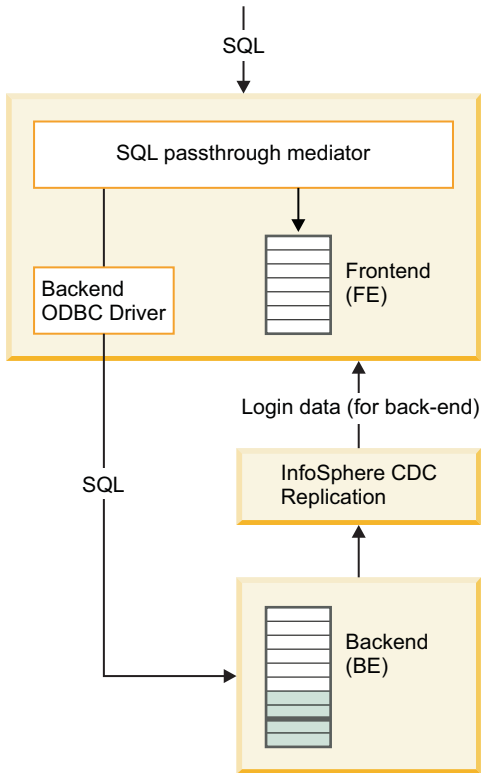 SQL
SQL passthrough mediator
Backend
ODBC Driver
Frontend
(FE)
Login data (for back-end)
InfoSphere CDC
Replication
SQL
Backend
(BE)